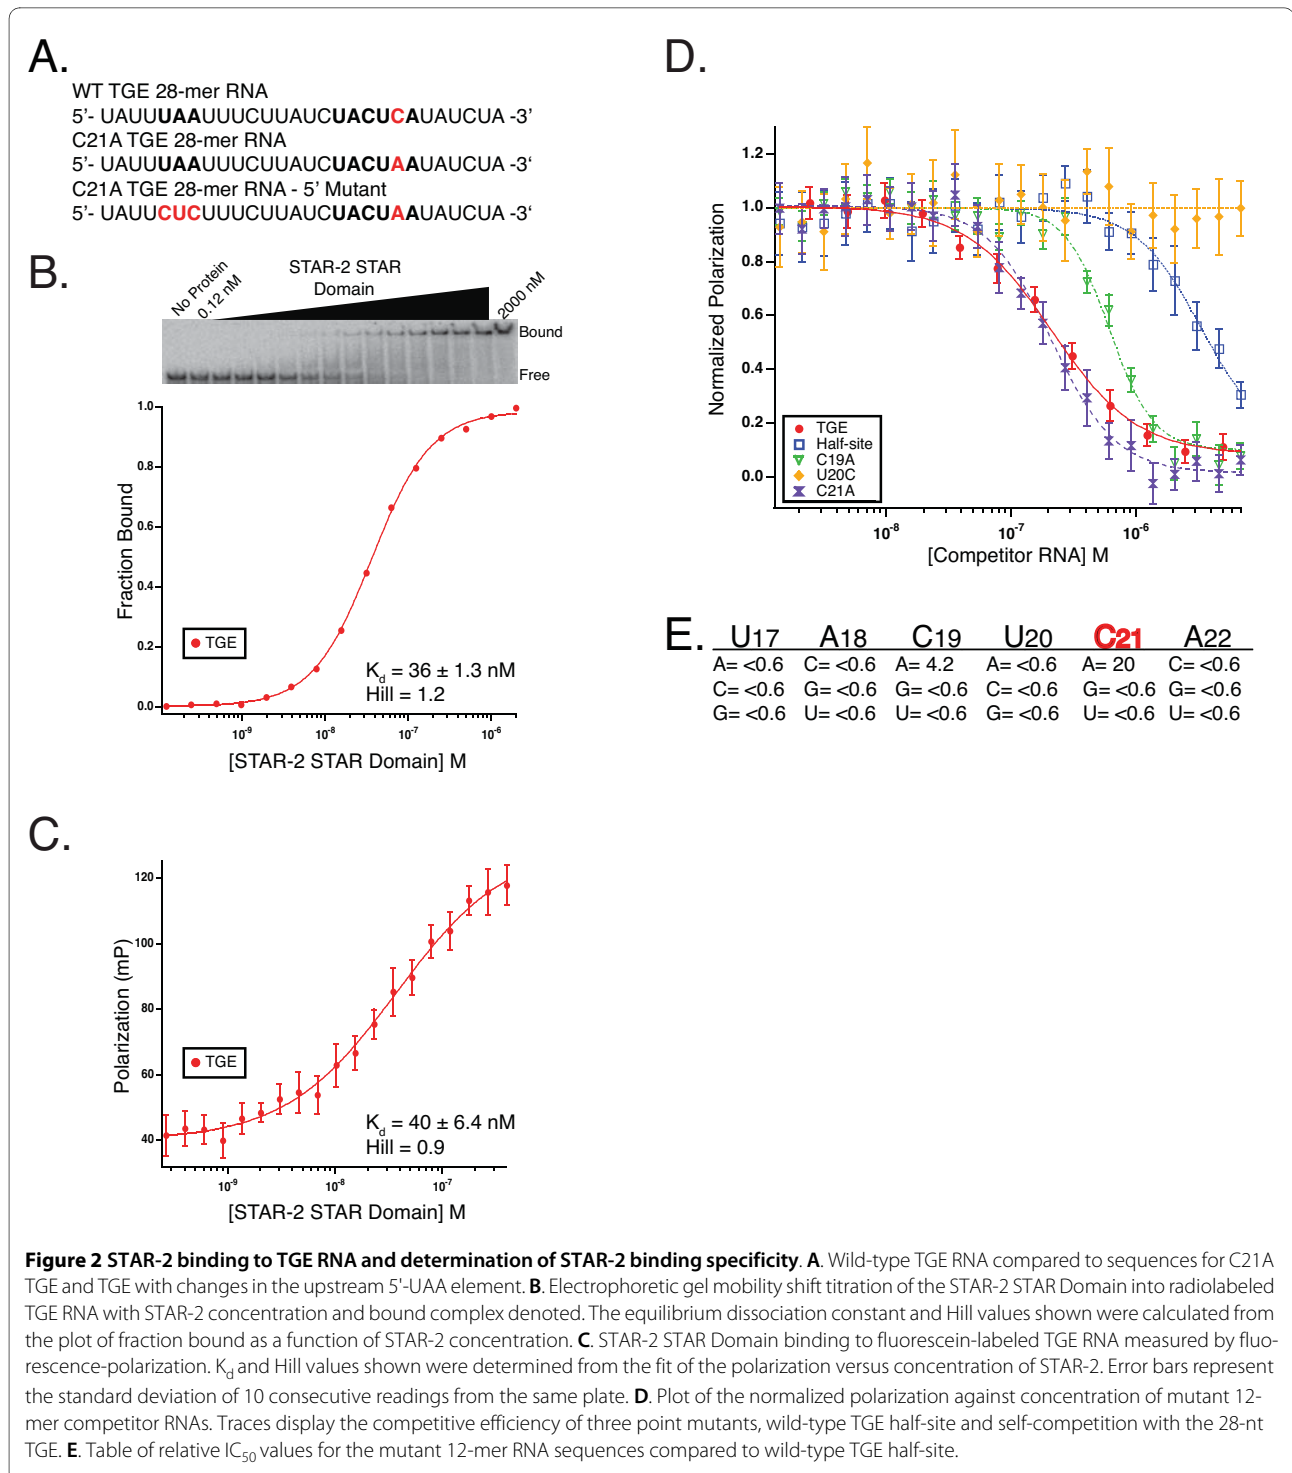 A.
WT TGE 28-mer RNA
5'- UAUUUAAUUUCUUAUCUACUCAUAUCUA -3'
C21A TGE 28-mer RNA
5'- UAUUUAAUUUCUUAUCUACUAAUAUCUA -3'
C21A TGE 28-mer RNA - 5' Mutant
5'- UAUUCUCUUUCUUAUCUACUAAUAUCUA -3'
B.
STAR-2 STAR
Domain
No Protein
0.12 nM
2000 nM
Bound
Free
1.0
0.8
0.6
0.4
0.2
0.0
Fraction Bound
TGE
Kd = 36 ± 1.3 nM
Hill = 1.2
10-9
10-8
10-7
10-6
[STAR-2 STAR Domain] M
C.
120
100
80
60
40
Polarization (mP)
TGE
Kd = 40 ± 6.4 nM
Hill = 0.9
10-9
10-8
10-7
[STAR-2 STAR Domain] M
D.
1.2
1.0
0.8
0.6
0.4
0.2
0.0
Normalized Polarization
TGE
Half-site
C19A
U20C
C21A
10-8
10-7
10-6
[Competitor RNA] M
E.
U17 A18 C19 U20 C21 A22
A= <0.6 C= <0.6 A= 4.2 A= <0.6 A= 20 C= <0.6
C= <0.6 G= <0.6 G= <0.6 C= <0.6 G= <0.6 G= <0.6
G= <0.6 U= <0.6 U= <0.6 G= <0.6 U= <0.6 U= <0.6
Figure 2 STAR-2 binding to TGE RNA and determination of STAR-2 binding specificity. A. Wild-type TGE RNA compared to sequences for C21A
TGE and TGE with changes in the upstream 5'-UAA element. B. Electrophoretic gel mobility shift titration of the STAR-2 STAR Domain into radiolabeled
TGE RNA with STAR-2 concentration and bound complex denoted. The equilibrium dissociation constant and Hill values shown were calculated from
the plot of fraction bound as a function of STAR-2 concentration. C. STAR-2 STAR Domain binding to fluorescein-labeled TGE RNA measured by fluo-
rescence-polarization. Kd and Hill values shown were determined from the fit of the polarization versus concentration of STAR-2. Error bars represent
the standard deviation of 10 consecutive readings from the same plate. D. Plot of the normalized polarization against concentration of mutant 12-
mer competitor RNAs. Traces display the competitive efficiency of three point mutants, wild-type TGE half-site and self-competition with the 28-nt
TGE. E. Table of relative IC50 values for the mutant 12-mer RNA sequences compared to wild-type TGE half-site.